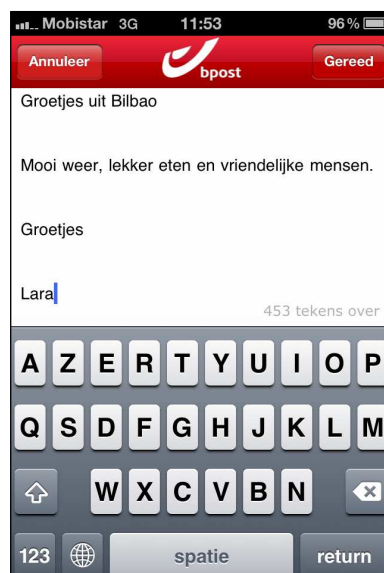 Mobistar 3G 11:53 96%
Annuleer bpost Gereed
Groetjes uit Bilbao
Mooi weer, lekker eten en vriendelijke mensen.
Groetjes
Lara
453 tekens over
A Z E R T Y U I O P
Q S D F G H J K L M
W X C V B N
123 spatie return